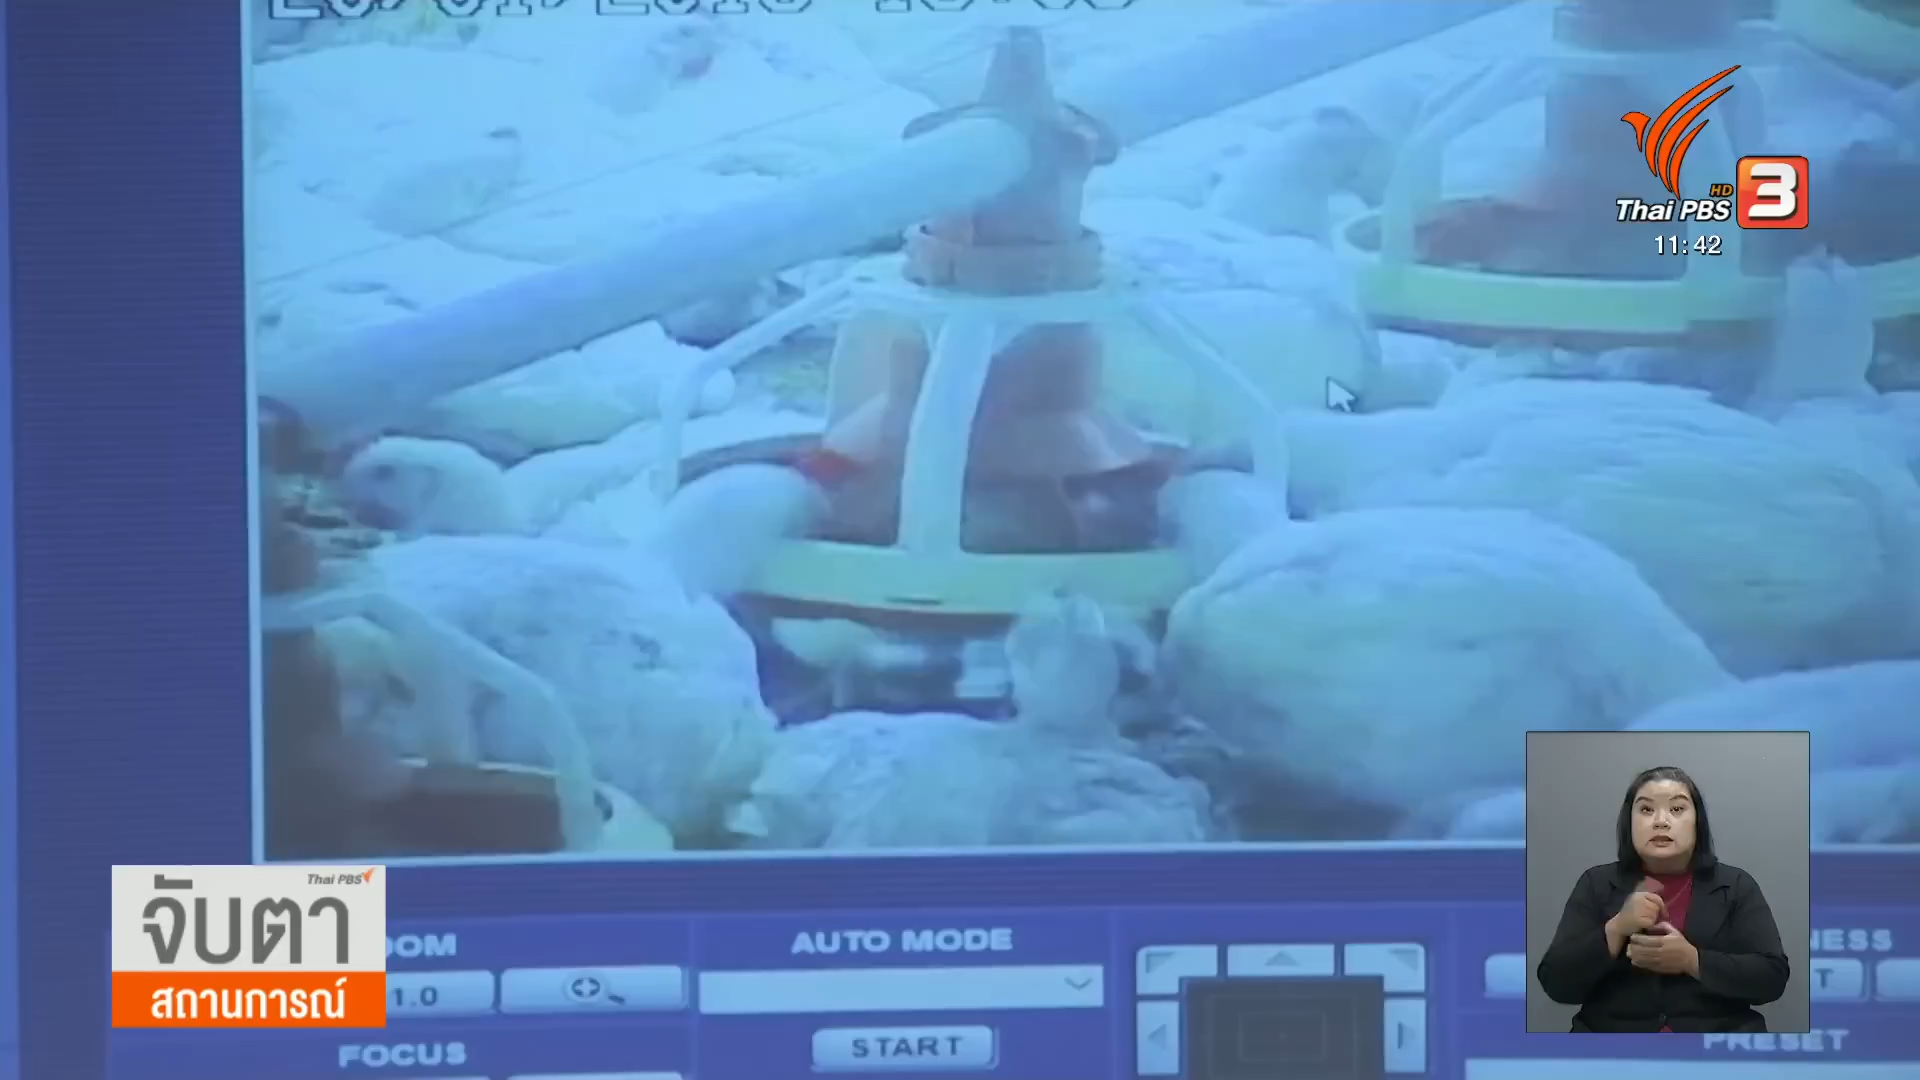 Thai PBS
HD
3
11:42
Thai PBS
จับตา
สถานการณ์
1.0
AUTO MODE
START
FOCUS
PRESET